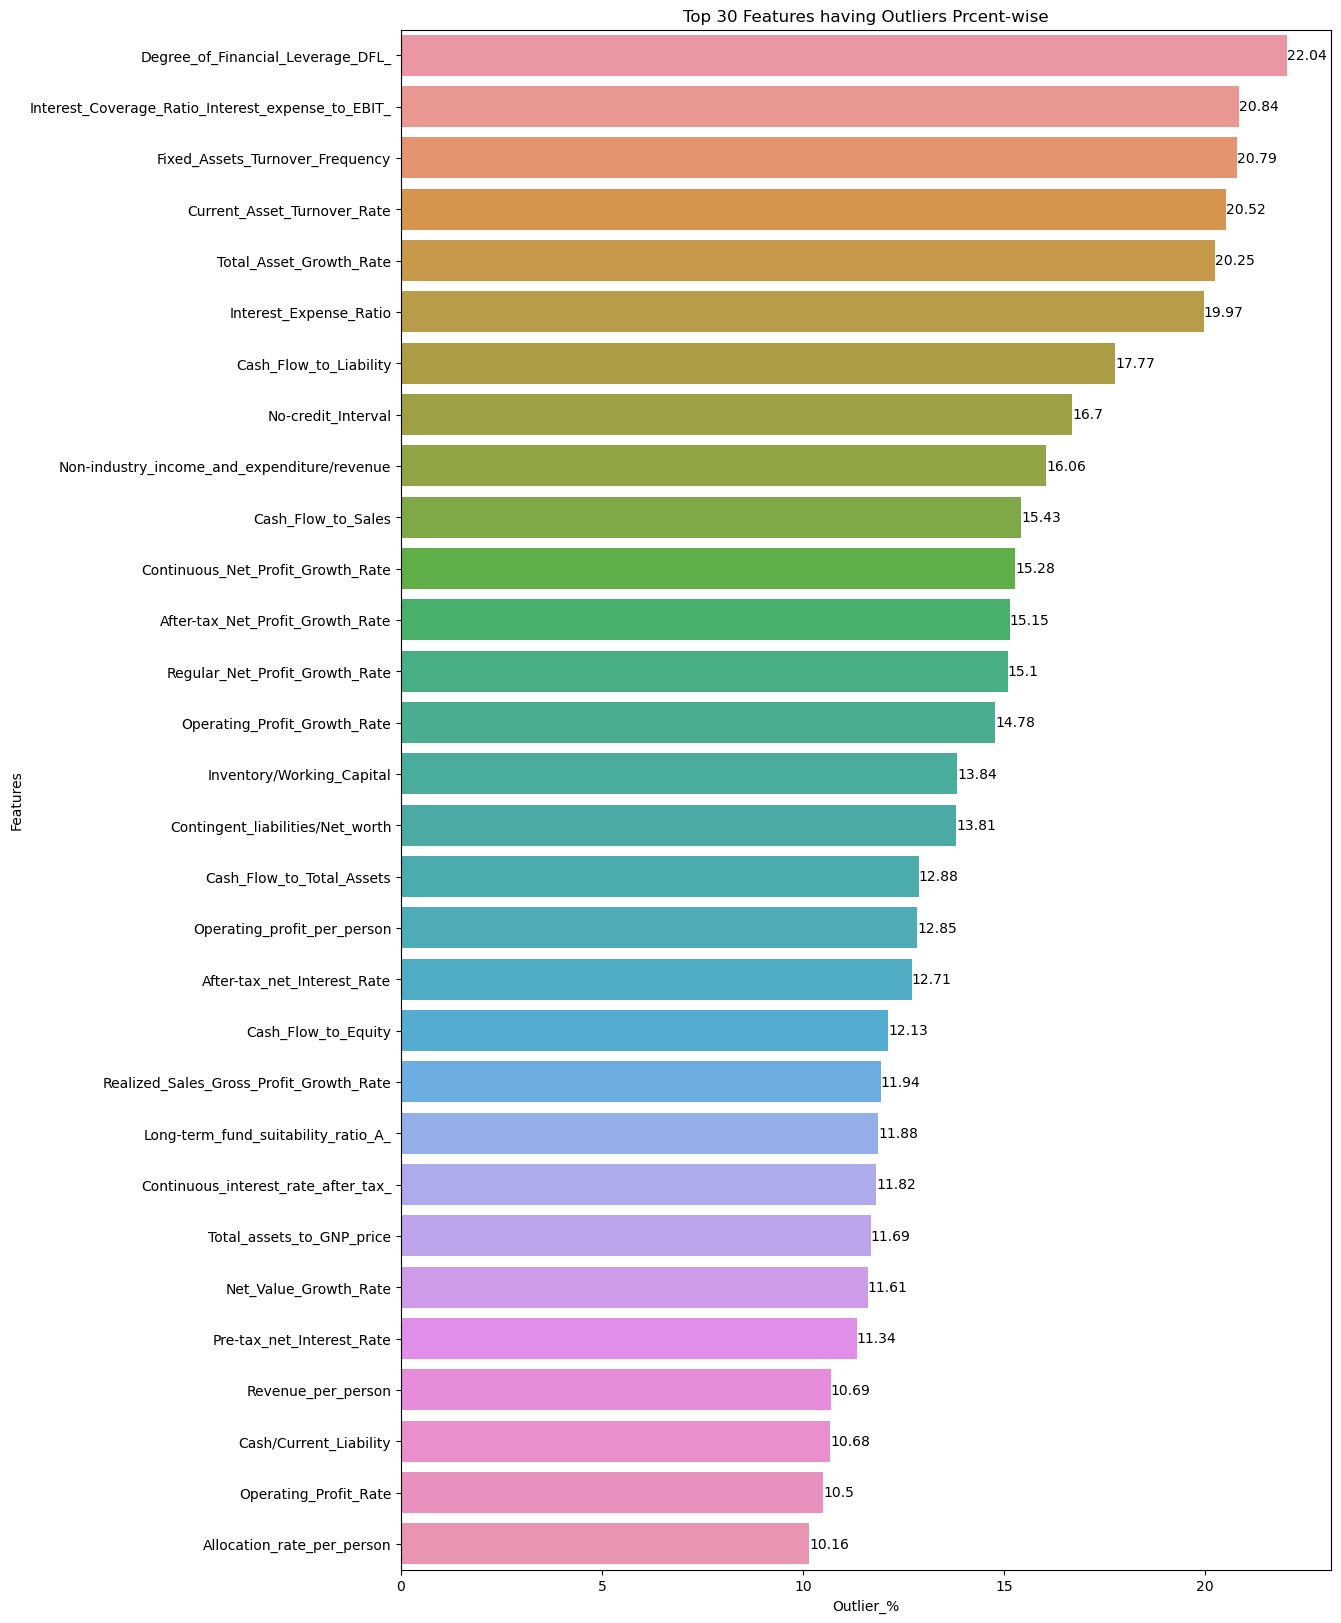 Top 30 Features having Outliers Prcent-wise
Degree_of_Financial_Leverage_DFL_ 22.04
Interest_Coverage_Ratio_Interest_expense_to_EBIT_ 20.84
Fixed_Assets_Turnover_Frequency 20.79
Current_Asset_Turnover_Rate 20.52
Total_Asset_Growth_Rate 20.25
Interest_Expense_Ratio 19.97
Cash_Flow_to_Liability 17.77
No-credit_Interval 16.7
Non-industry_income_and_expenditure/revenue 16.06
Cash_Flow_to_Sales 15.43
Continuous_Net_Profit_Growth_Rate 15.28
After-tax_Net_Profit_Growth_Rate 15.15
Regular_Net_Profit_Growth_Rate 15.1
Operating_Profit_Growth_Rate 14.78
Inventory/Working_Capital 13.84
Contingent_liabilities/Net_worth 13.81
Cash_Flow_to_Total_Assets 12.88
Operating_profit_per_person 12.85
After-tax_net_Interest_Rate 12.71
Cash_Flow_to_Equity 12.13
Realized_Sales_Gross_Profit_Growth_Rate 11.94
Long-term_fund_suitability_ratio_A_ 11.88
Continuous_interest_rate_after_tax_ 11.82
Total_assets_to_GNP_price 11.69
Net_Value_Growth_Rate 11.61
Pre-tax_net_Interest_Rate 11.34
Revenue_per_person 10.69
Cash/Current_Liability 10.68
Operating_Profit_Rate 10.5
Allocation_rate_per_person 10.16
Features
0 5 10 15 20
Outlier_%